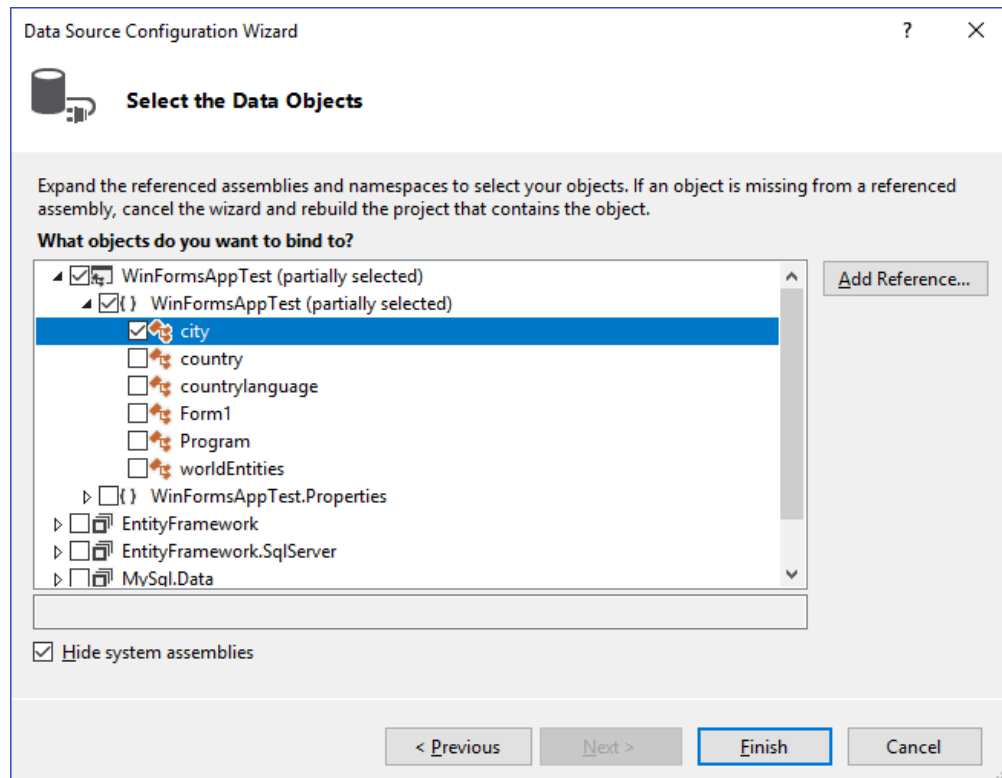 Data Source Configuration Wizard
?
Select the Data Objects
Expand the referenced assemblies and namespaces to select your objects. If an object is missing from a referenced
assembly, cancel the wizard and rebuild the project that contains the object.
What objects do you want to bind to?
WinFormsAppTest (partially selected)
Add Reference...
{ } WinFormsAppTest (partially selected)
city
country
countrylanguage
Form1
Program
worldEntities
{ } WinFormsAppTest.Properties
EntityFramework
EntityFramework.SqlServer
MySql.Data
Hide system assemblies
< Previous
Next >
Finish
Cancel